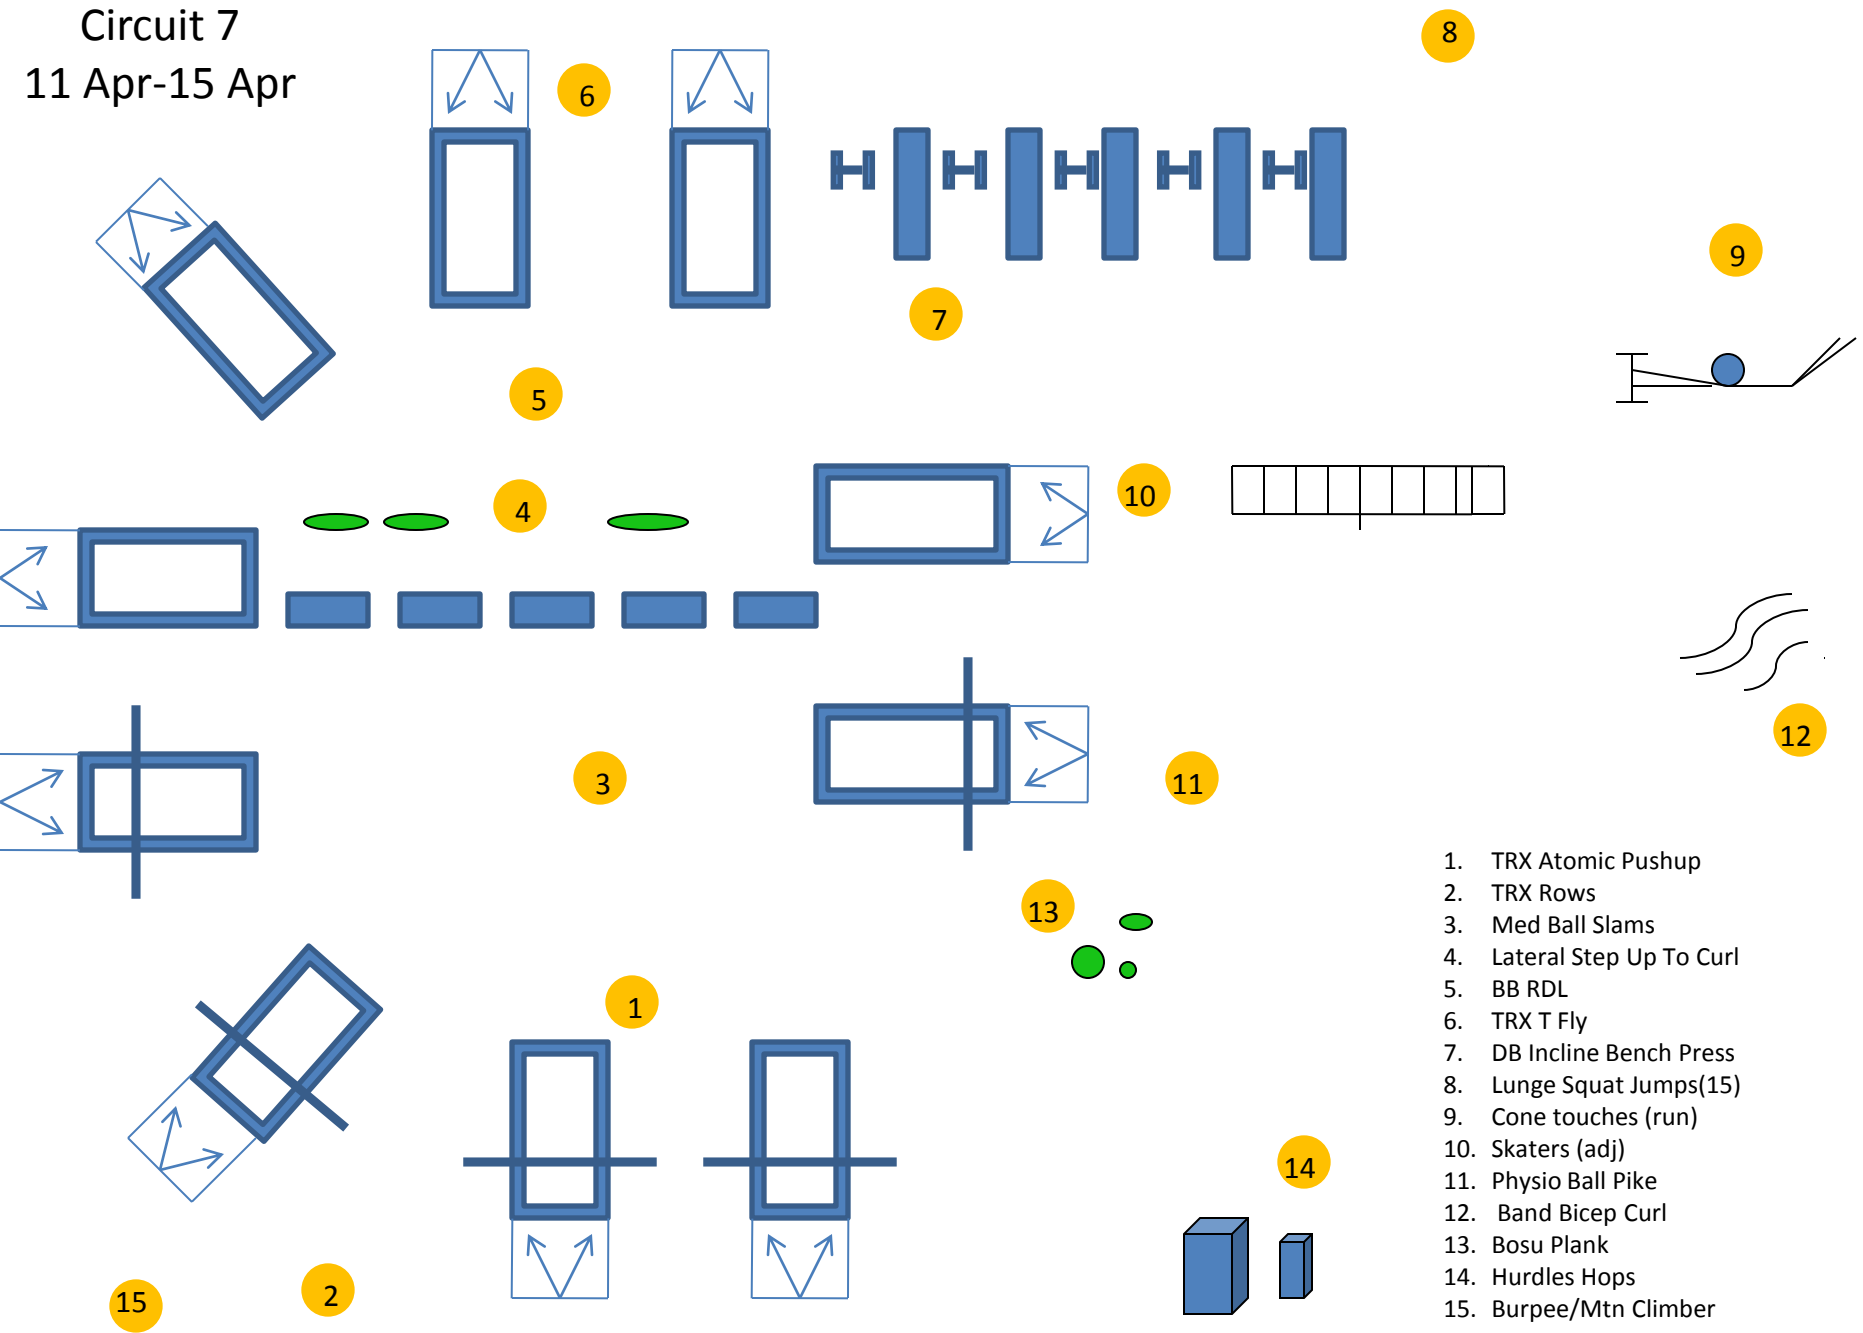 Circuit 7
11 Apr-15 Apr
8
6
9
7
5
10
4
12
3
11
13
1
14
2
15
1. TRX Atomic Pushup
2. TRX Rows
3. Med Ball Slams
4. Lateral Step Up To Curl
5. BB RDL
6. TRX T Fly
7. DB Incline Bench Press
8. Lunge Squat Jumps(15)
9. Cone touches (run)
10. Skaters (adj)
11. Physio Ball Pike
12. Band Bicep Curl
13. Bosu Plank
14. Hurdles Hops
15. Burpee/Mtn Climber